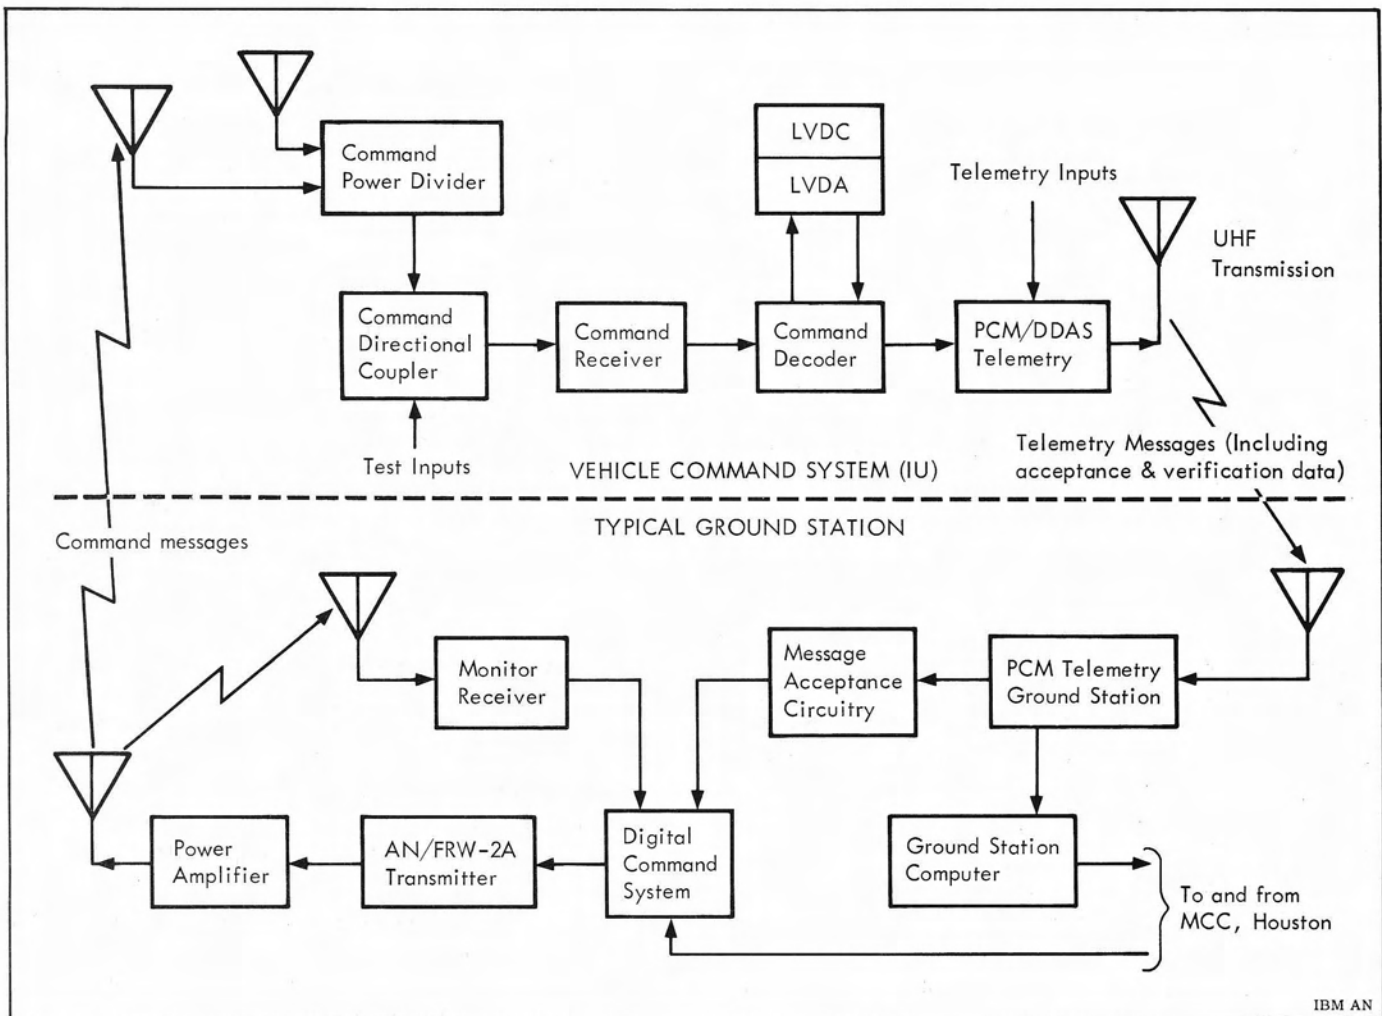 Command
Power Divider
LVDC
LVDA
Telemetry Inputs
UHF
Transmission
Command
Directional
Coupler
Command
Receiver
Command
Decoder
PCM/DDAS
Telemetry
Test Inputs
VEHICLE COMMAND SYSTEM (IU)
Telemetry Messages (Including
acceptance & verification data)
TYPICAL GROUND STATION
Command messages
Monitor
Receiver
Message
Acceptance
Circuitry
PCM Telemetry
Ground Station
Power
Amplifier
AN/FRW-2A
Transmitter
Digital
Command
System
Ground Station
Computer
To and from
MCC, Houston
IBM AN